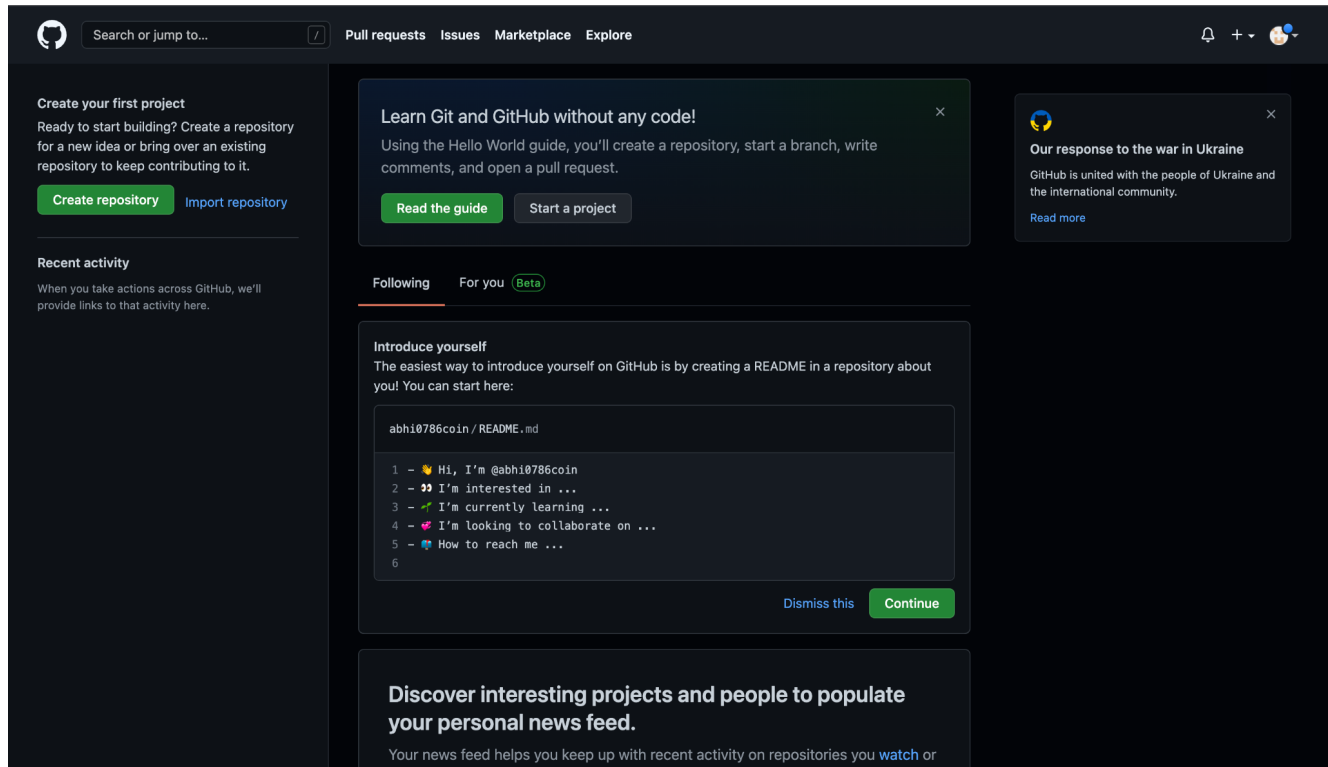 Search or jump to...
/
Pull requests Issues Marketplace Explore
Create your first project
Ready to start building? Create a repository
for a new idea or bring over an existing
repository to keep contributing to it.
Create repository Import repository
Recent activity
When you take actions across GitHub, we'll
provide links to that activity here.
Learn Git and GitHub without any code!
Using the Hello World guide, you'll create a repository, start a branch, write
comments, and open a pull request.
Read the guide Start a project
Following For you Beta
Introduce yourself
The easiest way to introduce yourself on GitHub is by creating a README in a repository about
you! You can start here:
abhi0786coin/README.md
1 - 👋 Hi, I'm @abhi0786coin
2 - 👀 I'm interested in ...
3 - 🌱 I'm currently learning ...
4 - 💞️ I'm looking to collaborate on ...
5 - 📫 How to reach me ...
6
Dismiss this Continue
Discover interesting projects and people to populate
your personal news feed.
Your news feed helps you keep up with recent activity on repositories you watch or
Our response to the war in Ukraine
GitHub is united with the people of Ukraine and
the international community.
Read more